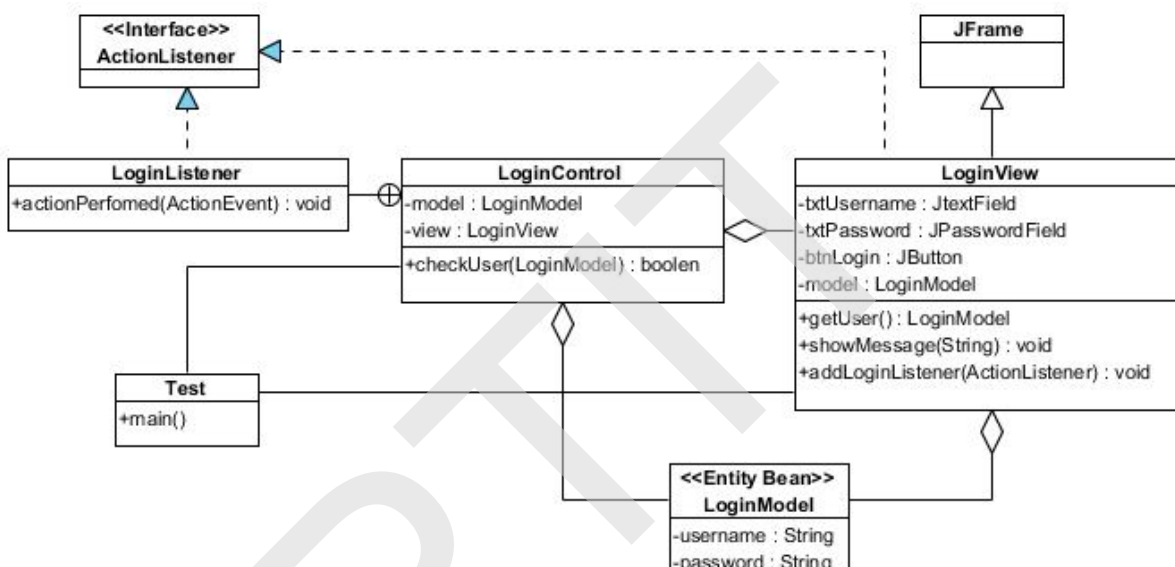 <<Interface>>
ActionListener
JFrame
LoginListener
+actionPerfomed(ActionEvent) : void
LoginControl
-model : LoginModel
-view : LoginView
+checkUser(LoginModel) : boolen
LoginView
-txtUsername : JtextField
-txtPassword : JPasswordField
-btnLogin : JButton
-model : LoginModel
+getUser() : LoginModel
+showMessage(String) : void
+addLoginListener(ActionListener) : void
Test
+main()
<<Entity Bean>>
LoginModel
-username : String
-password : String
PTIT